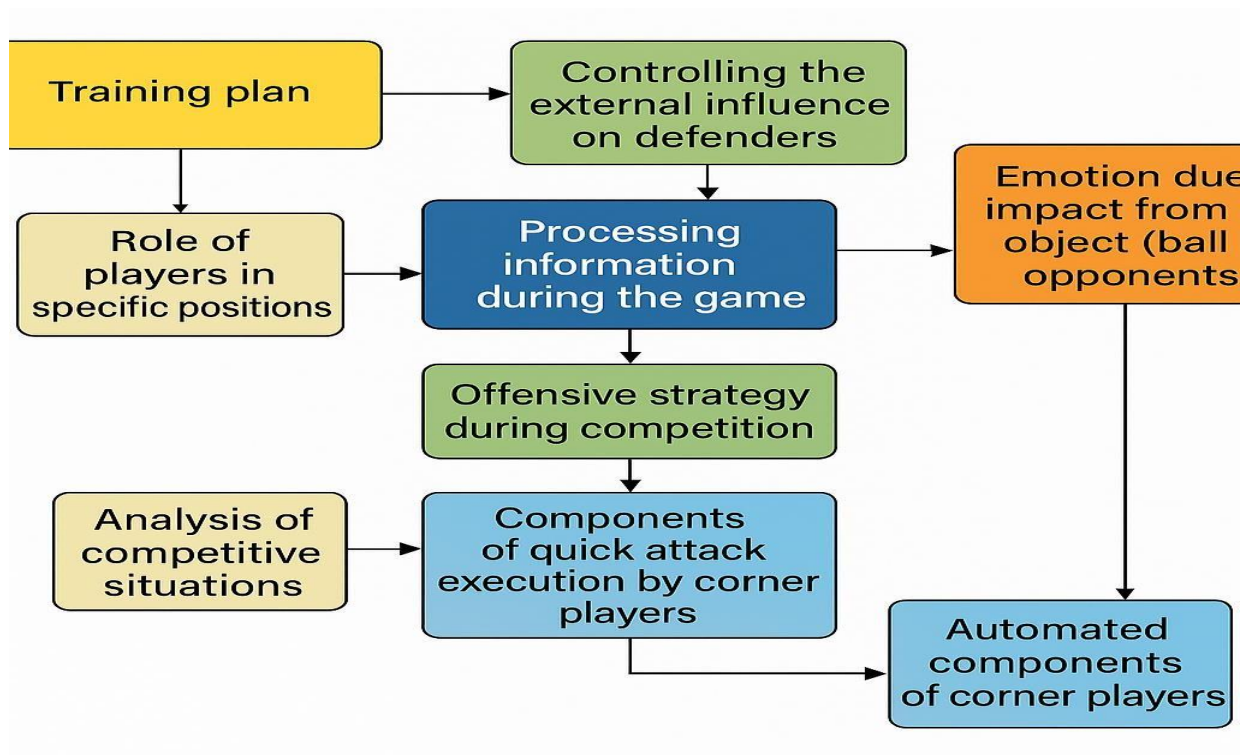 Training plan
Controlling the
external influence
on defenders
Emotion due
impact from
object (ball
opponents
Role of
players in
specific positions
Processing
information
during the game
Offensive strategy
during competition
Analysis of
competitive
situations
Components
of quick attack
execution by corner
players
Automated
components
of corner players